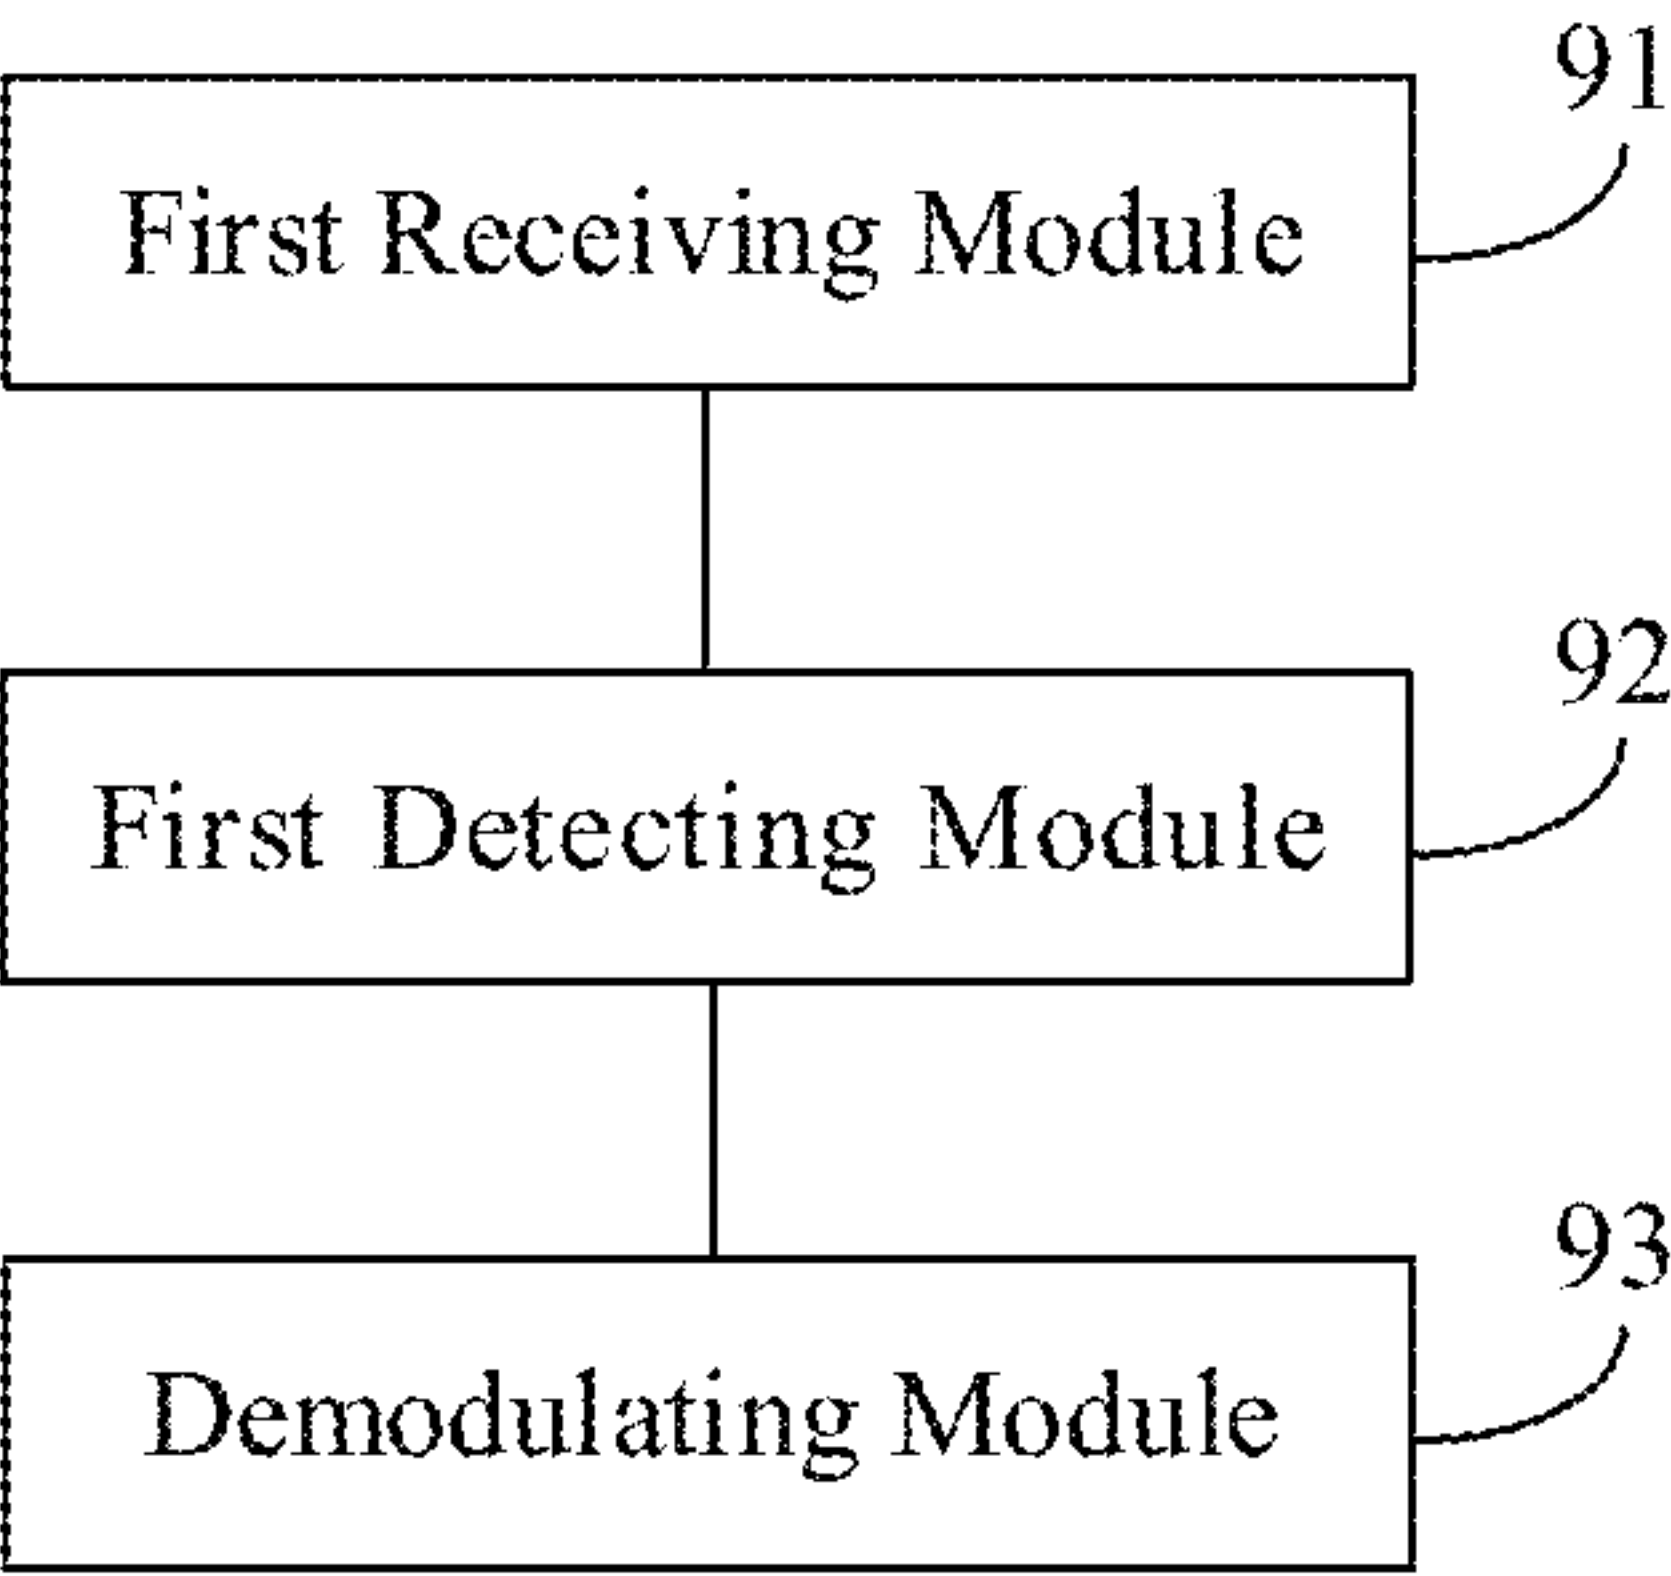 91
First Receiving Module
92
First Detecting Module
93
Demodulating Module